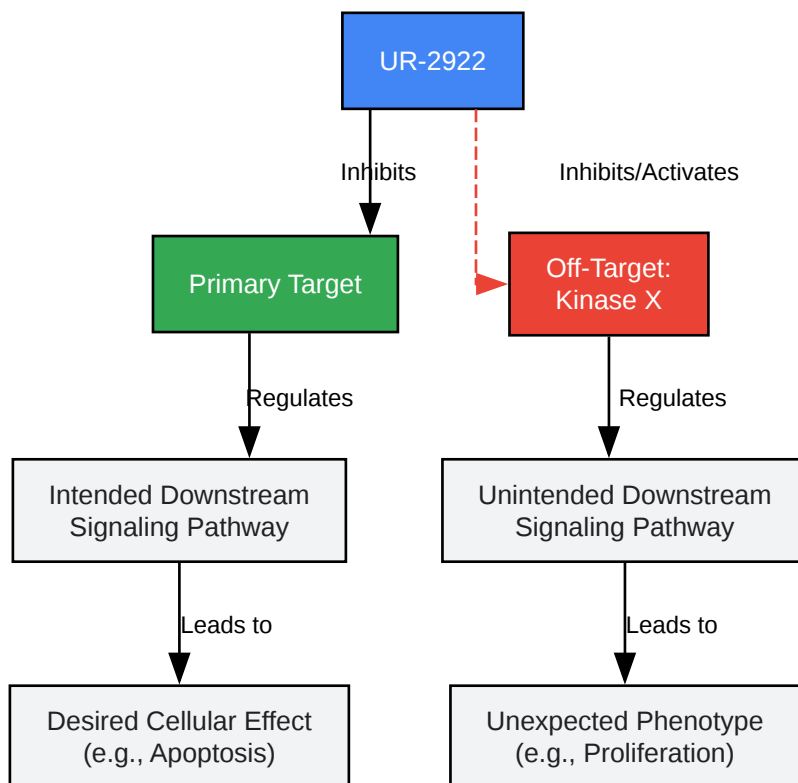 UR-2922
Inhibits
Inhibits/Activates
Primary Target
Off-Target:
Kinase X
Regulates
Regulates
Intended Downstream
Signaling Pathway
Unintended Downstream
Signaling Pathway
Leads to
Leads to
Desired Cellular Effect
(e.g., Apoptosis)
Unexpected Phenotype
(e.g., Proliferation)